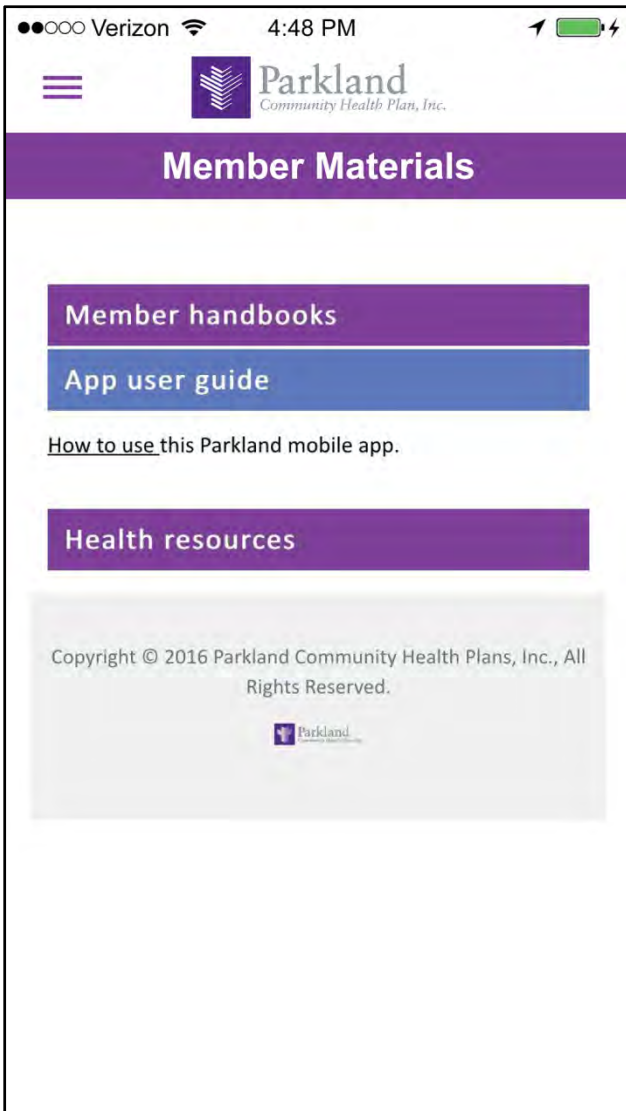 Verizon 4:48 PM
Parkland
Community Health Plan, Inc.
Member Materials
Member handbooks
App user guide
How to use this Parkland mobile app.
Health resources
Copyright © 2016 Parkland Community Health Plans, Inc., All
Rights Reserved.
Parkland